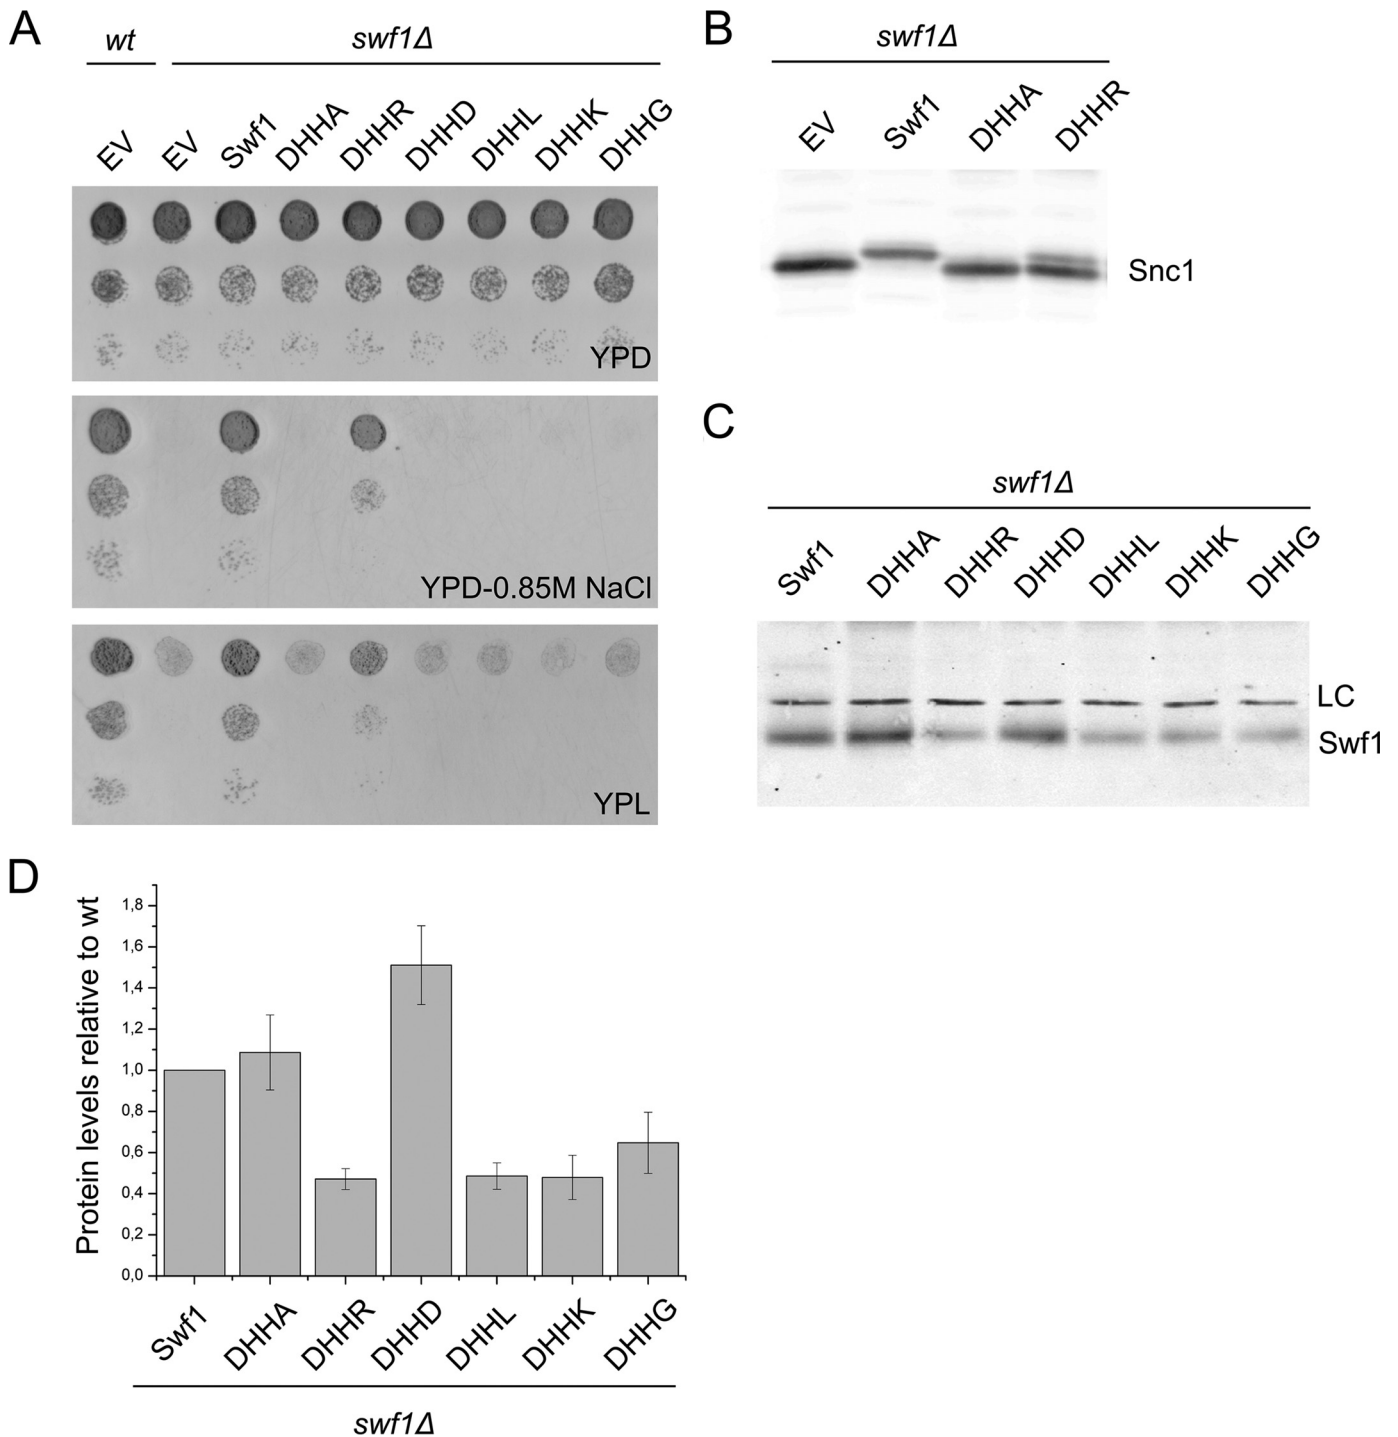 A
wt
swf1Δ
EV
EV
Swf1
DHHA
DHHR
DHHD
DHHL
DHHK
DHHG
YPD
YPD-0.85M NaCl
YPL
B
swf1Δ
EV
Swf1
DHHA
DHHR
Snc1
C
swf1Δ
Swf1
DHHA
DHHR
DHHD
DHHL
DHHK
DHHG
LC
Swf1
D
Protein levels relative to wt
1,8
1,6
1,4
1,2
1,0
0,8
0,6
0,4
0,2
0,0
Swf1
DHHA
DHHR
DHHD
DHHL
DHHK
DHHG
swf1Δ